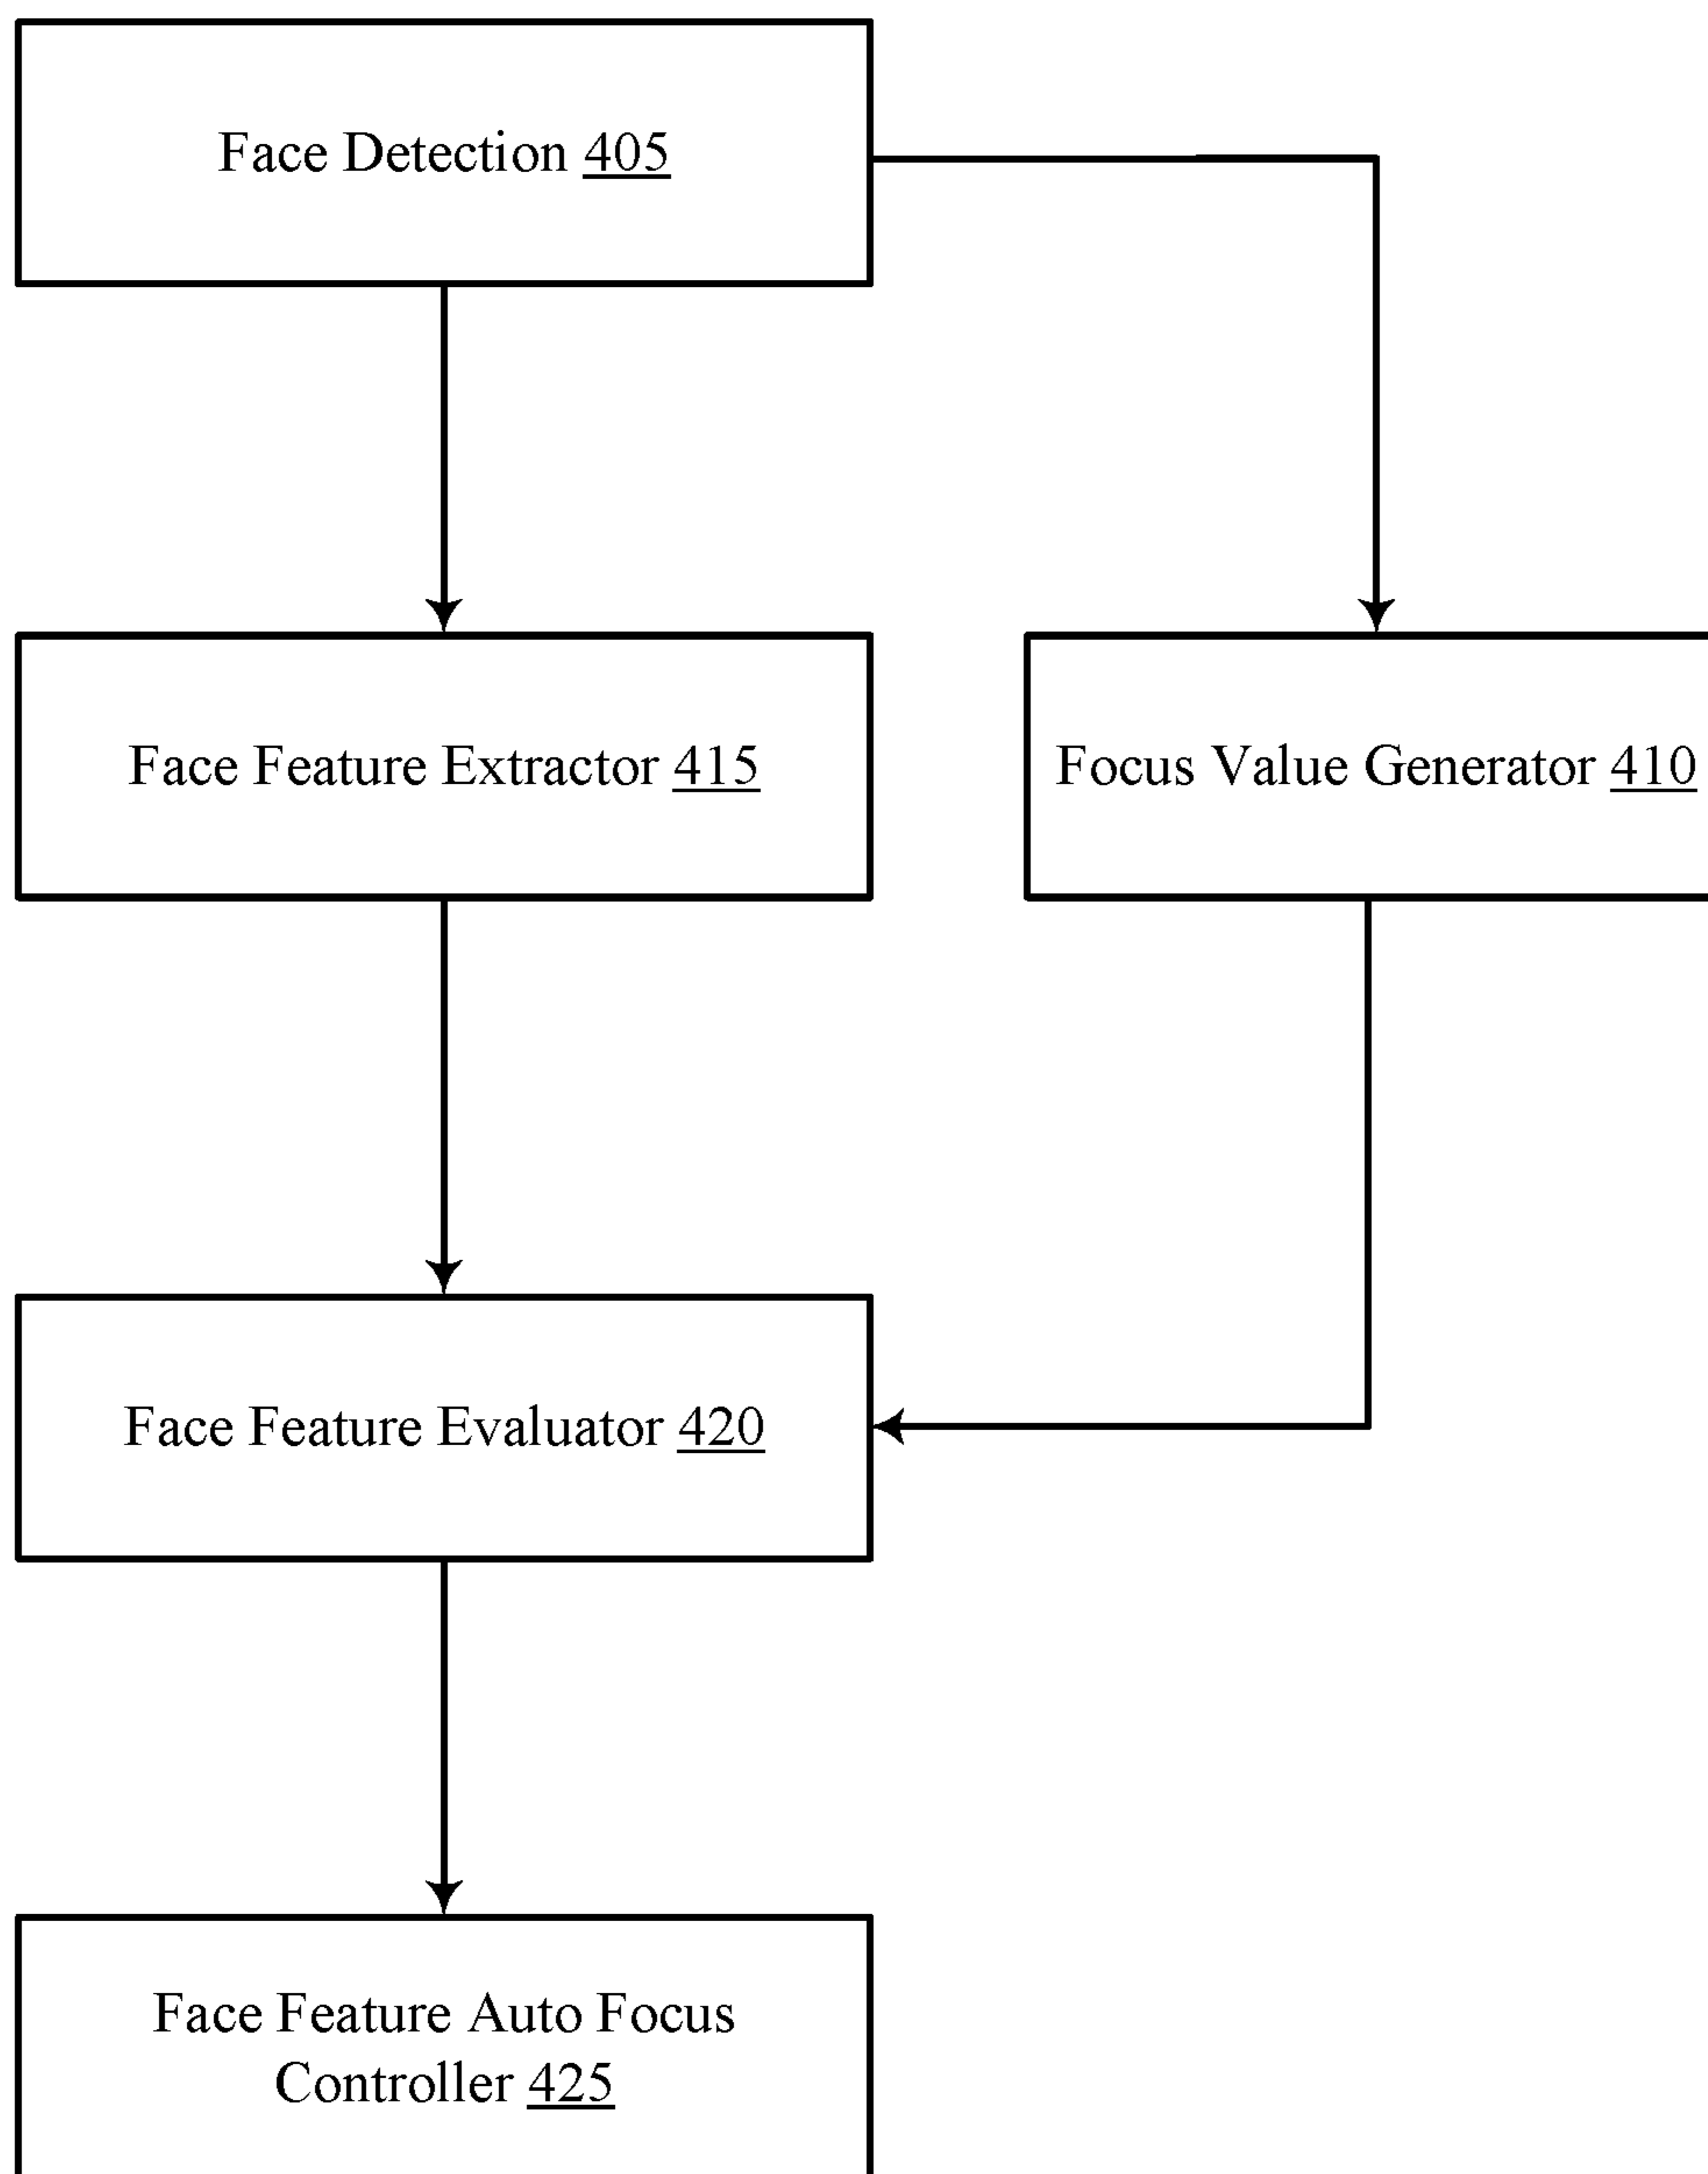 Face Detection 405
Face Feature Extractor 415
Focus Value Generator 410
Face Feature Evaluator 420
Face Feature Auto Focus
Controller 425